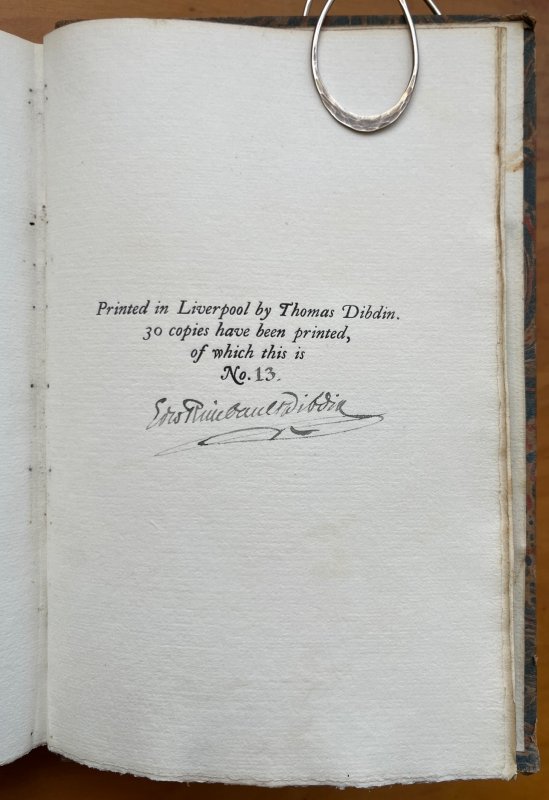 Printed in Liverpool by Thomas Dibdin.
30 copies have been printed,
of which this is
No. 13.
Edw Rimbault Dibdin